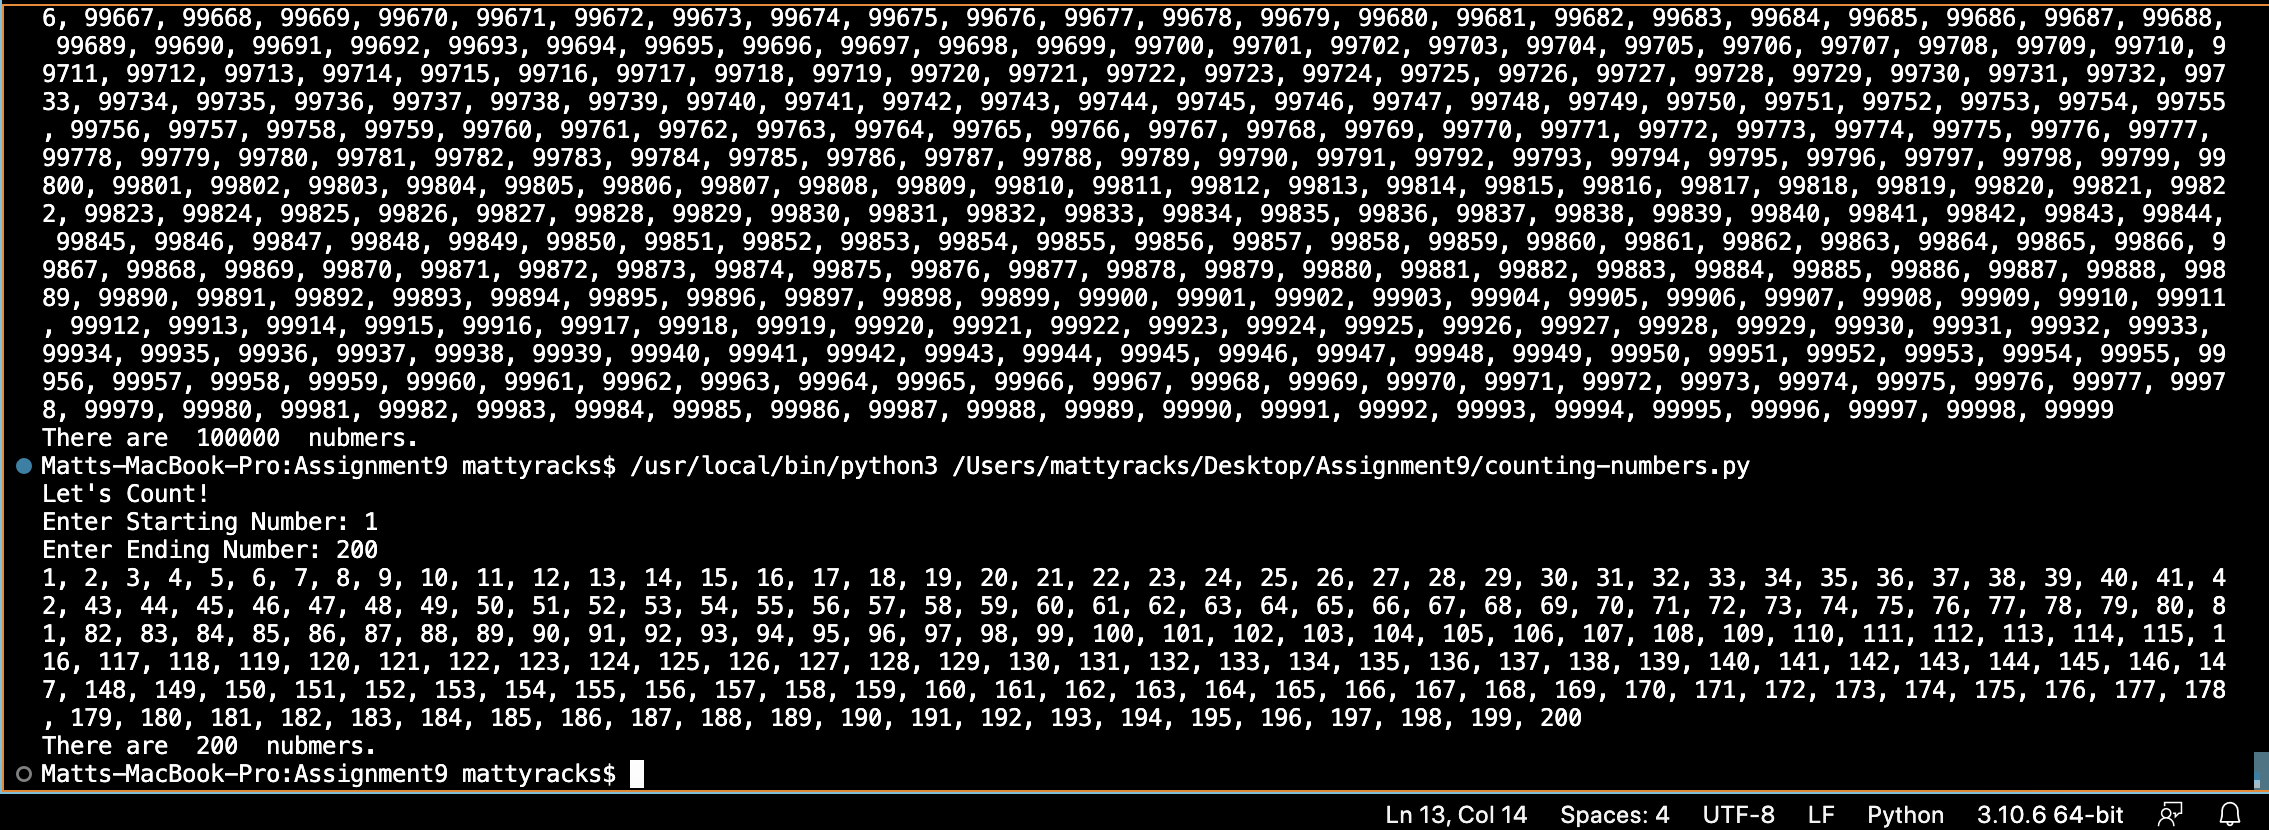 6, 99667, 99668, 99669, 99670, 99671, 99672, 99673, 99674, 99675, 99676, 99677, 99678, 99679, 99680, 99681, 99682, 99683, 99684, 99685, 99686, 99687, 99688,
99689, 99690, 99691, 99692, 99693, 99694, 99695, 99696, 99697, 99698, 99699, 99700, 99701, 99702, 99703, 99704, 99705, 99706, 99707, 99708, 99709, 99710, 9
9711, 99712, 99713, 99714, 99715, 99716, 99717, 99718, 99719, 99720, 99721, 99722, 99723, 99724, 99725, 99726, 99727, 99728, 99729, 99730, 99731, 99732, 997
33, 99734, 99735, 99736, 99737, 99738, 99739, 99740, 99741, 99742, 99743, 99744, 99745, 99746, 99747, 99748, 99749, 99750, 99751, 99752, 99753, 99754, 99755
, 99756, 99757, 99758, 99759, 99760, 99761, 99762, 99763, 99764, 99765, 99766, 99767, 99768, 99769, 99770, 99771, 99772, 99773, 99774, 99775, 99776, 99777,
99778, 99779, 99780, 99781, 99782, 99783, 99784, 99785, 99786, 99787, 99788, 99789, 99790, 99791, 99792, 99793, 99794, 99795, 99796, 99797, 99798, 99799, 99
800, 99801, 99802, 99803, 99804, 99805, 99806, 99807, 99808, 99809, 99810, 99811, 99812, 99813, 99814, 99815, 99816, 99817, 99818, 99819, 99820, 99821, 9982
2, 99823, 99824, 99825, 99826, 99827, 99828, 99829, 99830, 99831, 99832, 99833, 99834, 99835, 99836, 99837, 99838, 99839, 99840, 99841, 99842, 99843, 99844,
99845, 99846, 99847, 99848, 99849, 99850, 99851, 99852, 99853, 99854, 99855, 99856, 99857, 99858, 99859, 99860, 99861, 99862, 99863, 99864, 99865, 99866, 9
9867, 99868, 99869, 99870, 99871, 99872, 99873, 99874, 99875, 99876, 99877, 99878, 99879, 99880, 99881, 99882, 99883, 99884, 99885, 99886, 99887, 99888, 998
89, 99890, 99891, 99892, 99893, 99894, 99895, 99896, 99897, 99898, 99899, 99900, 99901, 99902, 99903, 99904, 99905, 99906, 99907, 99908, 99909, 99910, 99911
, 99912, 99913, 99914, 99915, 99916, 99917, 99918, 99919, 99920, 99921, 99922, 99923, 99924, 99925, 99926, 99927, 99928, 99929, 99930, 99931, 99932, 99933,
99934, 99935, 99936, 99937, 99938, 99939, 99940, 99941, 99942, 99943, 99944, 99945, 99946, 99947, 99948, 99949, 99950, 99951, 99952, 99953, 99954, 99955, 99
956, 99957, 99958, 99959, 99960, 99961, 99962, 99963, 99964, 99965, 99966, 99967, 99968, 99969, 99970, 99971, 99972, 99973, 99974, 99975, 99976, 99977, 9997
8, 99979, 99980, 99981, 99982, 99983, 99984, 99985, 99986, 99987, 99988, 99989, 99990, 99991, 99992, 99993, 99994, 99995, 99996, 99997, 99998, 99999
There are  100000  nubmers.
Matts-MacBook-Pro:Assignment9 mattyracks$ /usr/local/bin/python3 /Users/mattyracks/Desktop/Assignment9/counting-numbers.py
Let's Count!
Enter Starting Number: 1
Enter Ending Number: 200
1, 2, 3, 4, 5, 6, 7, 8, 9, 10, 11, 12, 13, 14, 15, 16, 17, 18, 19, 20, 21, 22, 23, 24, 25, 26, 27, 28, 29, 30, 31, 32, 33, 34, 35, 36, 37, 38, 39, 40, 41, 4
2, 43, 44, 45, 46, 47, 48, 49, 50, 51, 52, 53, 54, 55, 56, 57, 58, 59, 60, 61, 62, 63, 64, 65, 66, 67, 68, 69, 70, 71, 72, 73, 74, 75, 76, 77, 78, 79, 80, 8
1, 82, 83, 84, 85, 86, 87, 88, 89, 90, 91, 92, 93, 94, 95, 96, 97, 98, 99, 100, 101, 102, 103, 104, 105, 106, 107, 108, 109, 110, 111, 112, 113, 114, 115, 1
16, 117, 118, 119, 120, 121, 122, 123, 124, 125, 126, 127, 128, 129, 130, 131, 132, 133, 134, 135, 136, 137, 138, 139, 140, 141, 142, 143, 144, 145, 146, 14
7, 148, 149, 150, 151, 152, 153, 154, 155, 156, 157, 158, 159, 160, 161, 162, 163, 164, 165, 166, 167, 168, 169, 170, 171, 172, 173, 174, 175, 176, 177, 178
, 179, 180, 181, 182, 183, 184, 185, 186, 187, 188, 189, 190, 191, 192, 193, 194, 195, 196, 197, 198, 199, 200
There are  200  nubmers.
Matts-MacBook-Pro:Assignment9 mattyracks$
Ln 13, Col 14 Spaces: 4 UTF-8 LF Python 3.10.6 64-bit